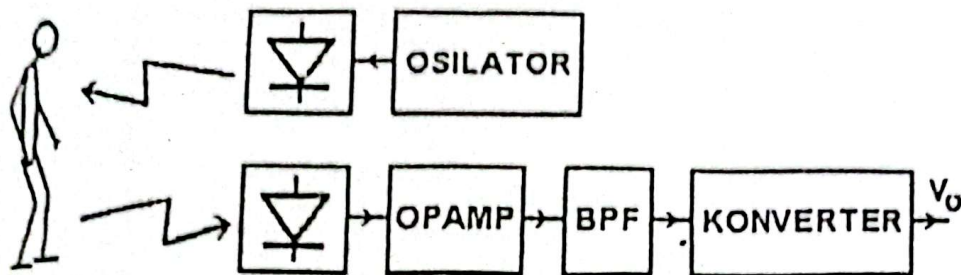 OSILATOR
OPAMP
BPF
KONVERTER
Vo